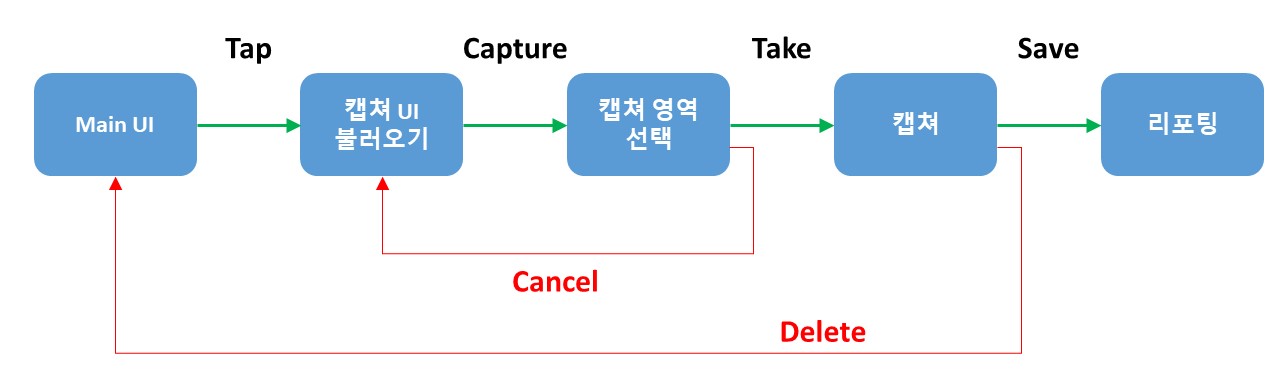 Tap
Capture
Take
Save
Main UI
캡쳐 UI
불러오기
캡쳐 영역
선택
캡쳐
리포팅
Cancel
Delete